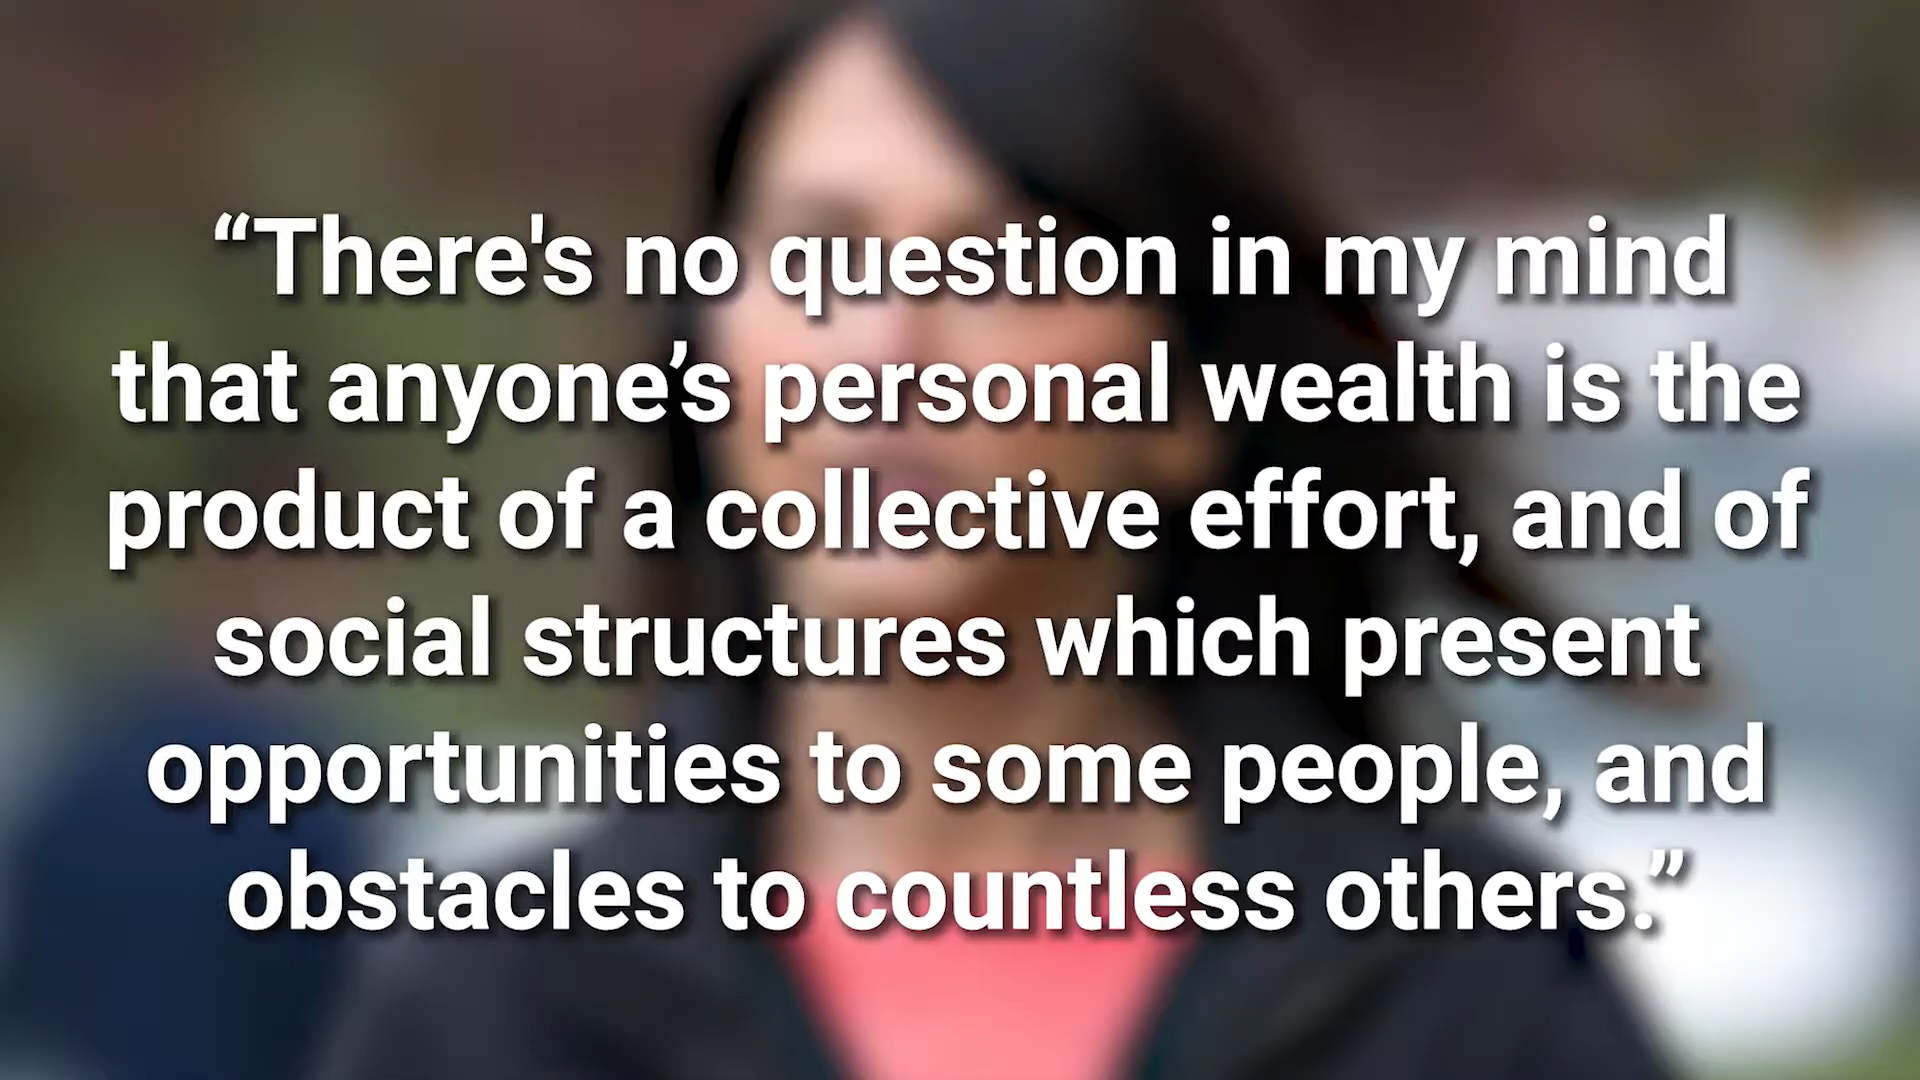 “There's no question in my mind
that anyone’s personal wealth is the
product of a collective effort, and of
social structures which present
opportunities to some people, and
obstacles to countless others.”